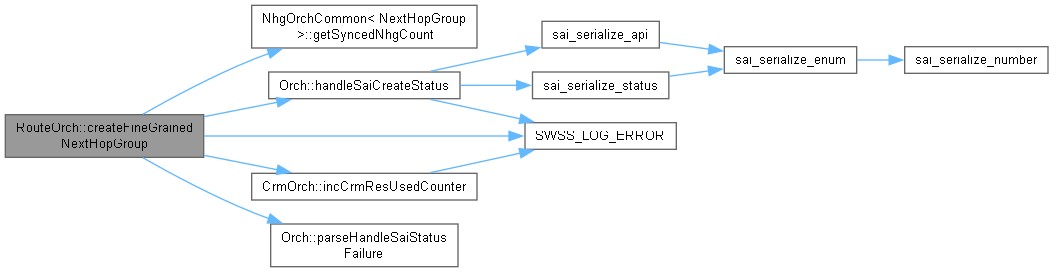 NhgOrchCommon< NextHopGroup
>::getSyncedNhgCount
sai_serialize_api
sai_serialize_enum
sai_serialize_number
Orch::handleSaiCreateStatus
sai_serialize_status
RouteOrch::createFineGrained
NextHopGroup
SWSS_LOG_ERROR
CrmOrch::incCrmResUsedCounter
Orch::parseHandleSaiStatus
Failure